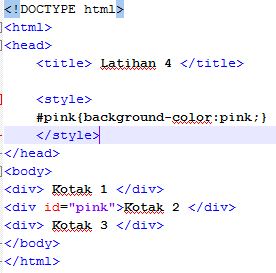 <!DOCTYPE html>
<html>
<head>
<title> Latihan 4 </title>
<style>
#pink{background-color:pink;}
</style>
</head>
<body>
<div> Kotak 1 </div>
<div id="pink">Kotak 2 </div>
<div> Kotak 3 </div>
</body>
</html>